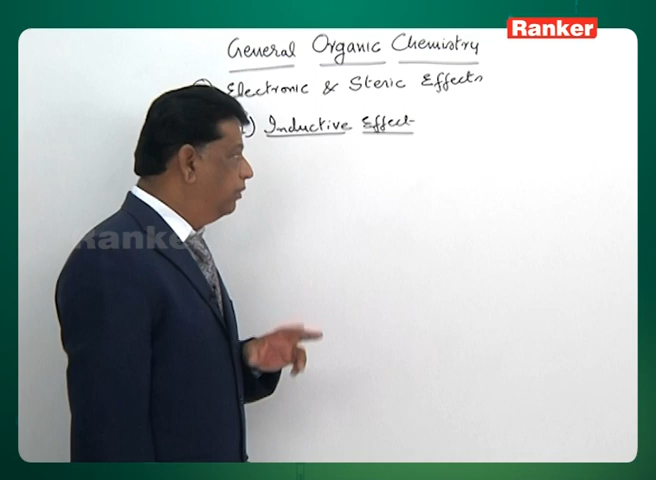 Ranker
General Organic Chemistry
Electronic & Steric Effects
) Inductive Effect
Ranker